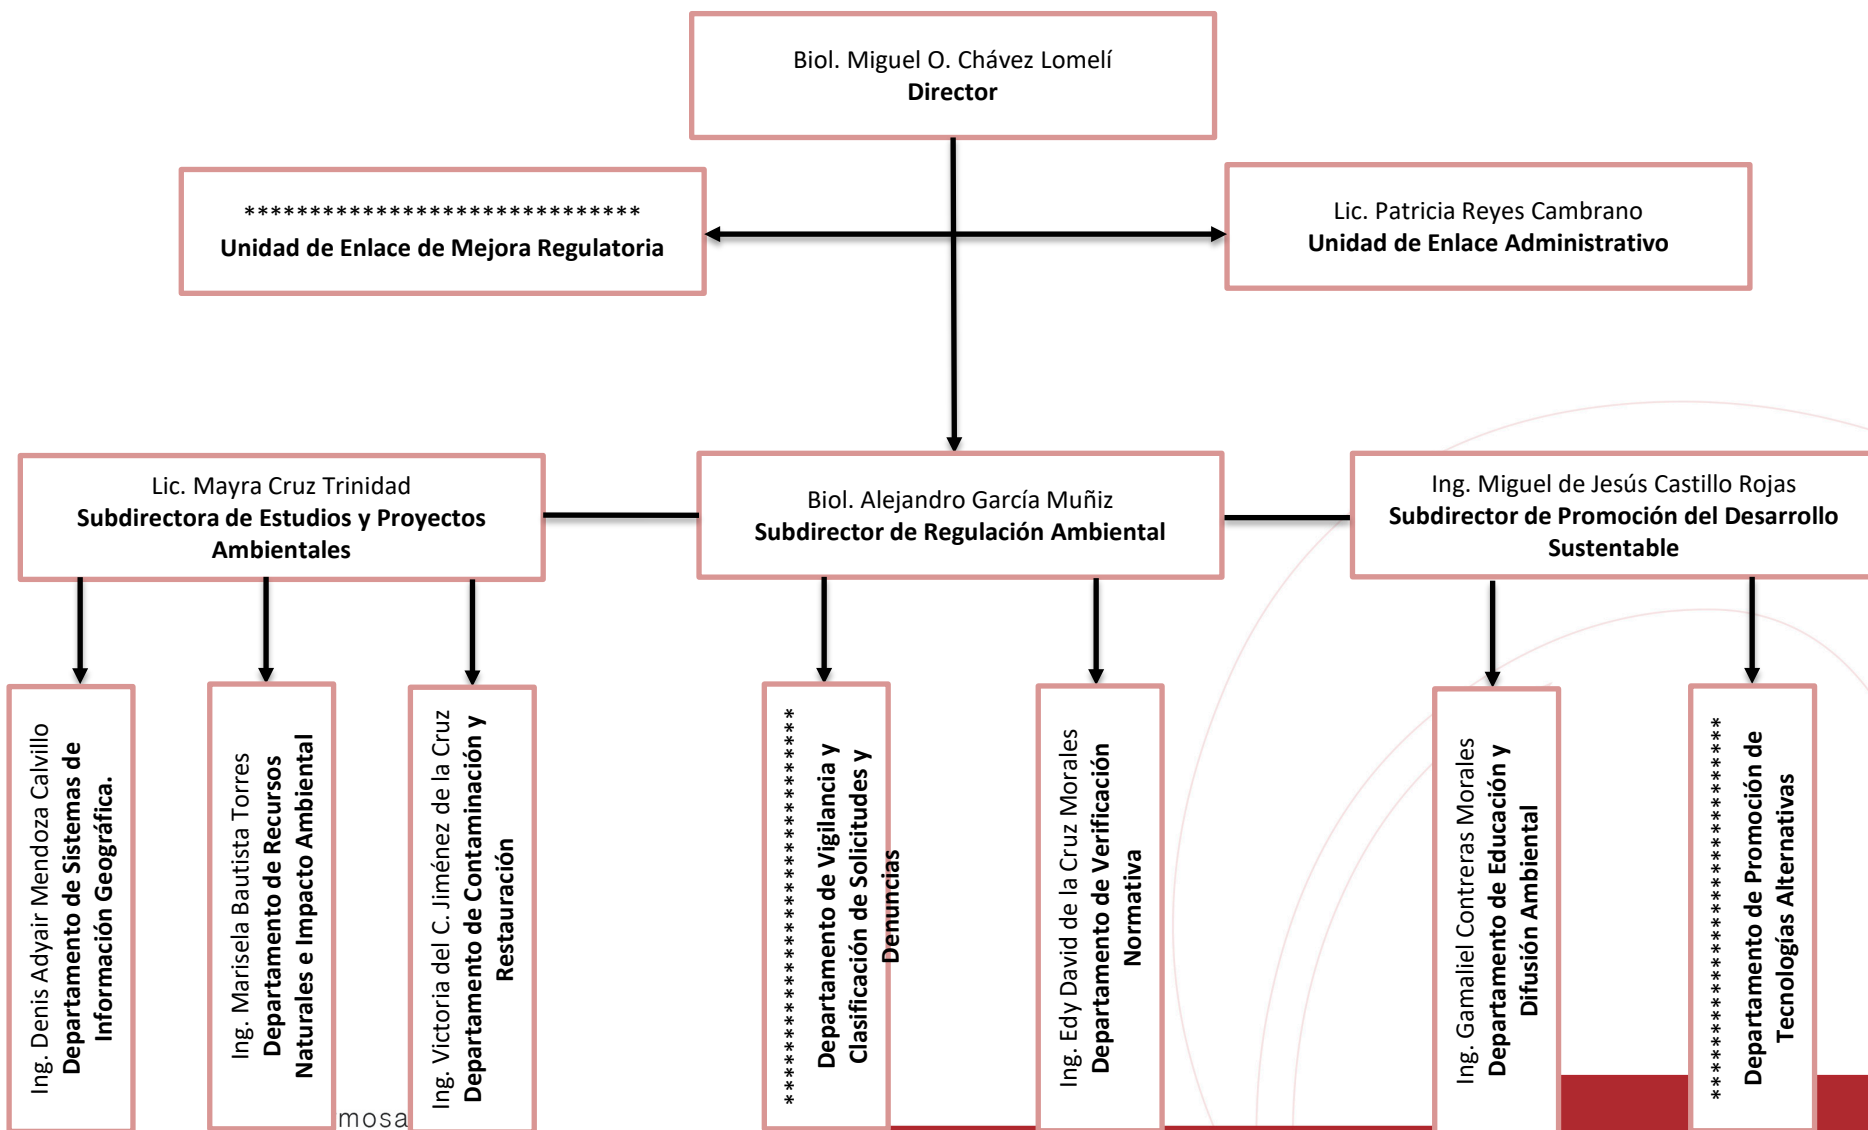 Biol. Miguel O. Chávez Lomelí
Director
******************************
Unidad de Enlace de Mejora Regulatoria
Lic. Patricia Reyes Cambrano
Unidad de Enlace Administrativo
Lic. Mayra Cruz Trinidad
Subdirectora de Estudios y Proyectos
Ambientales
Biol. Alejandro García Muñiz
Subdirector de Regulación Ambiental
Ing. Miguel de Jesús Castillo Rojas
Subdirector de Promoción del Desarrollo
Sustentable
Ing. Denis Adyair Mendoza Calvillo
Departamento de Sistemas de
Información Geográfica.
Ing. Marisela Bautista Torres
Departamento de Recursos
Naturales e Impacto Ambiental
Ing. Victoria del C. Jiménez de la Cruz
Departamento de Contaminación y
Restauración
******************************
Departamento de Vigilancia y
Clasificación de Solicitudes y
Denuncias
Ing. Edy David de la Cruz Morales
Departamento de Verificación
Normativa
Ing. Gamaliel Contreras Morales
Departamento de Educación y
Difusión Ambiental
*****************************
Departamento de Promoción de
Tecnologías Alternativas
mosa